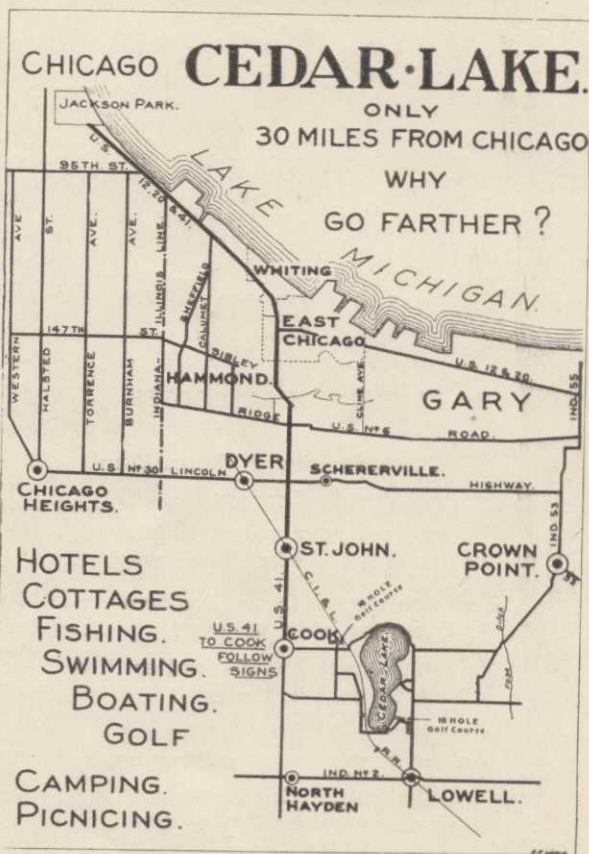 CHICAGO
CEDAR·LAKE.
ONLY
30 MILES FROM CHICAGO
WHY
GO FARTHER ?
JACKSON PARK.
U.S. 12, 20 & 41.
LAKE MICHIGAN.
95TH. ST.
WESTERN AVE
HALSTED ST.
TORRENCE AVE.
BURNHAM AVE.
INDIANA- ILLINOIS LINE.
SHEFFIELD
CALUMET
WHITING
EAST
CHICAGO
147TH ST.
SIBLEY
HAMMOND.
CLINE AVE.
U.S. 12 & 20.
GARY
IND. 55
RIDGE
U.S. Nº 6
ROAD.
U.S. Nº 30
LINCOLN
HIGHWAY.
DYER
SCHERERVILLE.
CHICAGO
HEIGHTS.
IND. 53
ST. JOHN.
CROWN
POINT.
55
C. I. & L.
R.R.
U.S. 41.
18 HOLE
Golf Course
HOTELS
COTTAGES
FISHING.
SWIMMING.
BOATING.
GOLF
CAMPING.
PICNICING.
U.S. 41
TO COOK
FOLLOW
SIGNS
COOK
CEDAR LAKE.
18 HOLE
Golf Course
IND. Nº 2.
NORTH
HAYDEN
LOWELL.